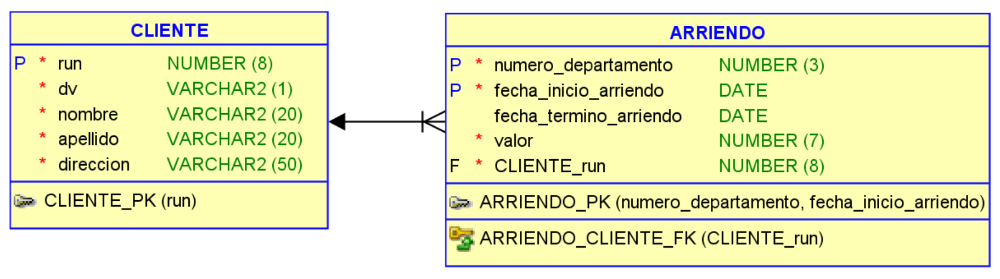 CLIENTE
P * run NUMBER (8)
* dv VARCHAR2 (1)
* nombre VARCHAR2 (20)
* apellido VARCHAR2 (20)
* direccion VARCHAR2 (50)
CLIENTE_PK (run)
ARRIENDO
P * numero_departamento NUMBER (3)
P * fecha_inicio_arriendo DATE
fecha_termino_arriendo DATE
* valor NUMBER (7)
F * CLIENTE_run NUMBER (8)
ARRIENDO_PK (numero_departamento, fecha_inicio_arriendo)
ARRIENDO_CLIENTE_FK (CLIENTE_run)